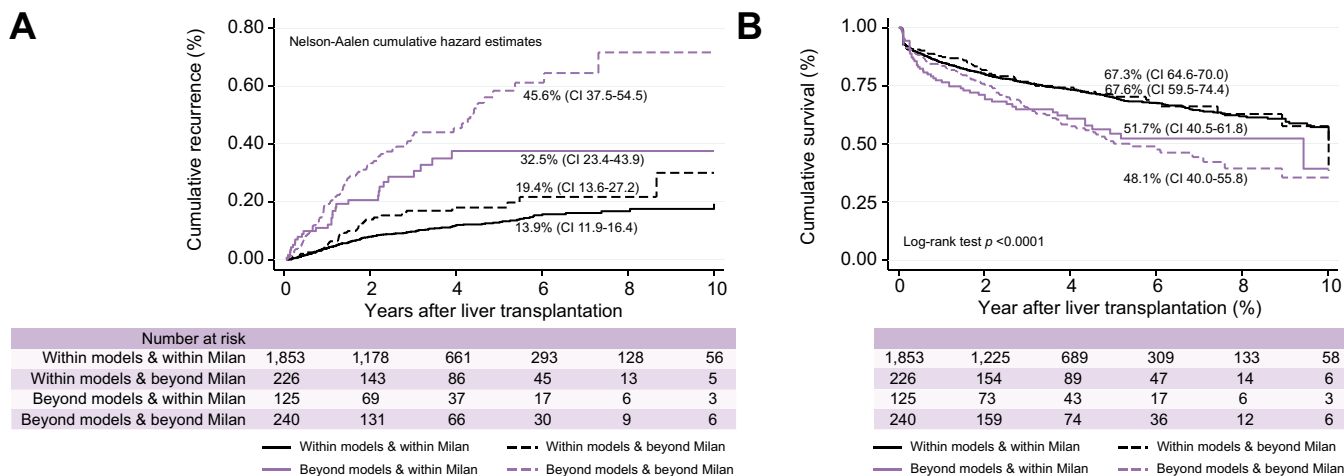 A
Cumulative recurrence (%)
0.80
0.60
0.40
0.20
0.00
Nelson-Aalen cumulative hazard estimates
45.6% (CI 37.5-54.5)
32.5% (CI 23.4-43.9)
19.4% (CI 13.6-27.2)
13.9% (CI 11.9-16.4)
0 2 4 6 8 10
Years after liver transplantation
Number at risk
Within models & within Milan 1,853 1,178 661 293 128 56
Within models & beyond Milan 226 143 86 45 13 5
Beyond models & within Milan 125 69 37 17 6 3
Beyond models & beyond Milan 240 131 66 30 9 6
Within models & within Milan Within models & beyond Milan
Beyond models & within Milan Beyond models & beyond Milan
B
Cumulative survival (%)
1.00
0.75
0.50
0.25
0.00
67.3% (CI 64.6-70.0)
67.6% (CI 59.5-74.4)
51.7% (CI 40.5-61.8)
48.1% (CI 40.0-55.8)
Log-rank test p <0.0001
0 2 4 6 8 10
Year after liver transplantation (%)
1,853 1,225 689 309 133 58
226 154 89 47 14 6
125 73 43 17 6 3
240 159 74 36 12 6
Within models & within Milan Within models & beyond Milan
Beyond models & within Milan Beyond models & beyond Milan